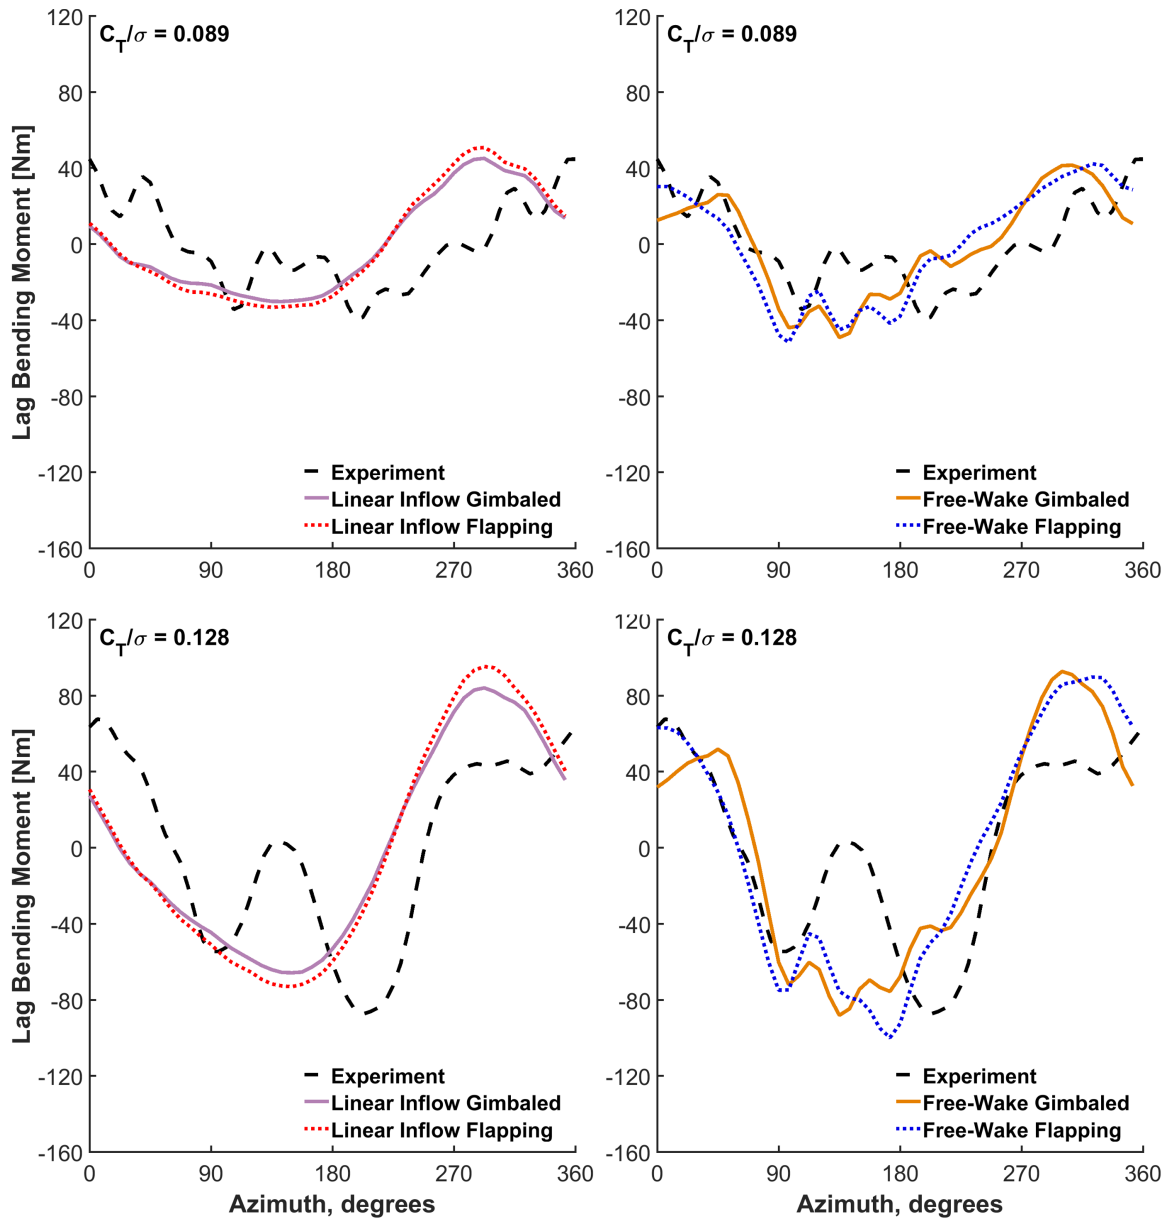 C_T/σ = 0.089
120
80
40
0
-40
-80
-120
-160
Lag Bending Moment [Nm]
Experiment
Linear Inflow Gimbaled
Linear Inflow Flapping
0 90 180 270 360
C_T/σ = 0.089
120
80
40
0
-40
-80
-120
-160
Experiment
Free-Wake Gimbaled
Free-Wake Flapping
0 90 180 270 360
C_T/σ = 0.128
120
80
40
0
-40
-80
-120
-160
Lag Bending Moment [Nm]
Experiment
Linear Inflow Gimbaled
Linear Inflow Flapping
0 90 180 270 360
Azimuth, degrees
C_T/σ = 0.128
120
80
40
0
-40
-80
-120
-160
Experiment
Free-Wake Gimbaled
Free-Wake Flapping
0 90 180 270 360
Azimuth, degrees